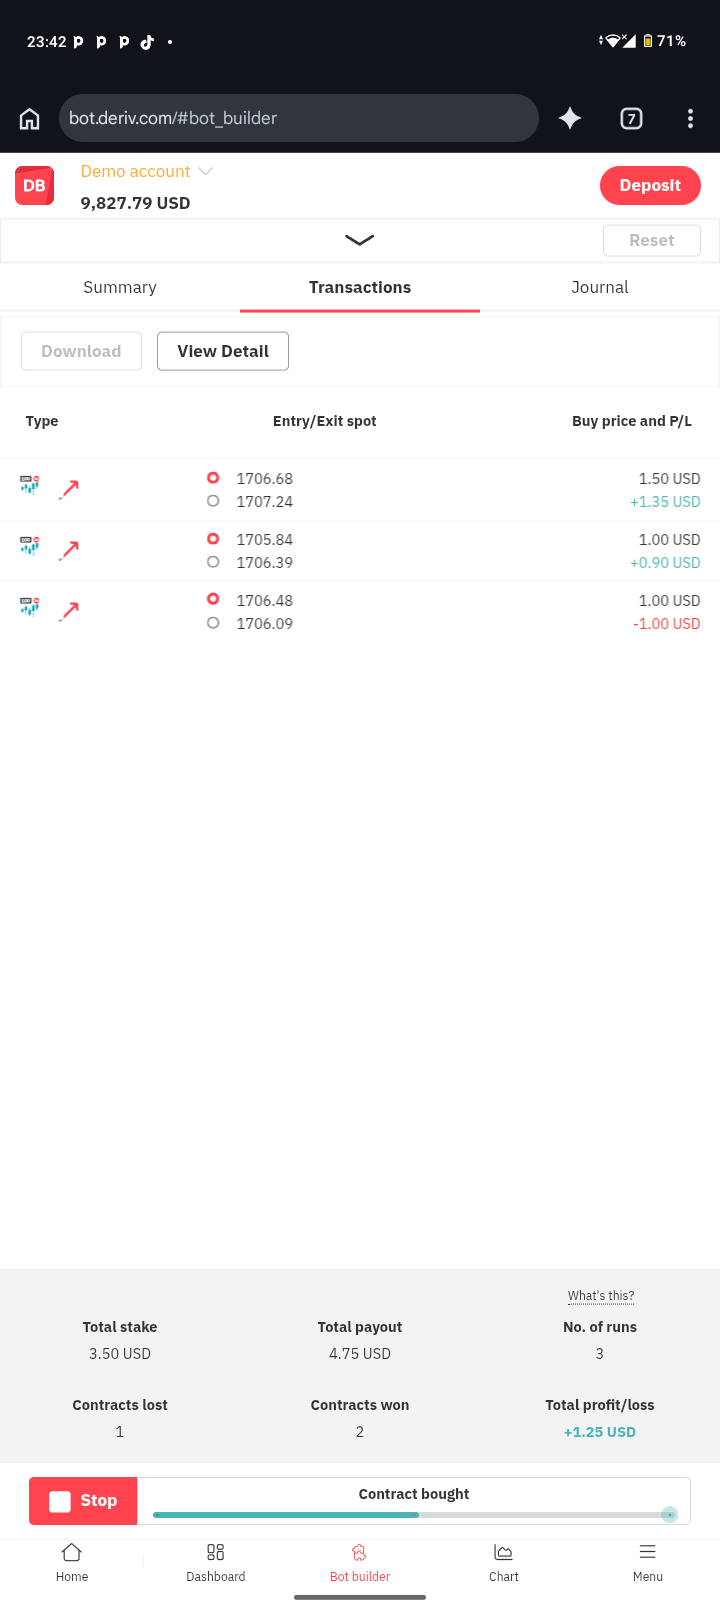 23:42
71%
bot.deriv.com/#bot_builder
7
DB
Demo account
9,827.79 USD
Deposit
Reset
Summary Transactions Journal
Download View Detail
Type Entry/Exit spot Buy price and P/L
1706.68 1.50 USD
1707.24 +1.35 USD
1705.84 1.00 USD
1706.39 +0.90 USD
1706.48 1.00 USD
1706.09 -1.00 USD
What's this?
Total stake Total payout No. of runs
3.50 USD 4.75 USD 3
Contracts lost Contracts won Total profit/loss
1 2 +1.25 USD
Stop Contract bought
Home Dashboard Bot builder Chart Menu